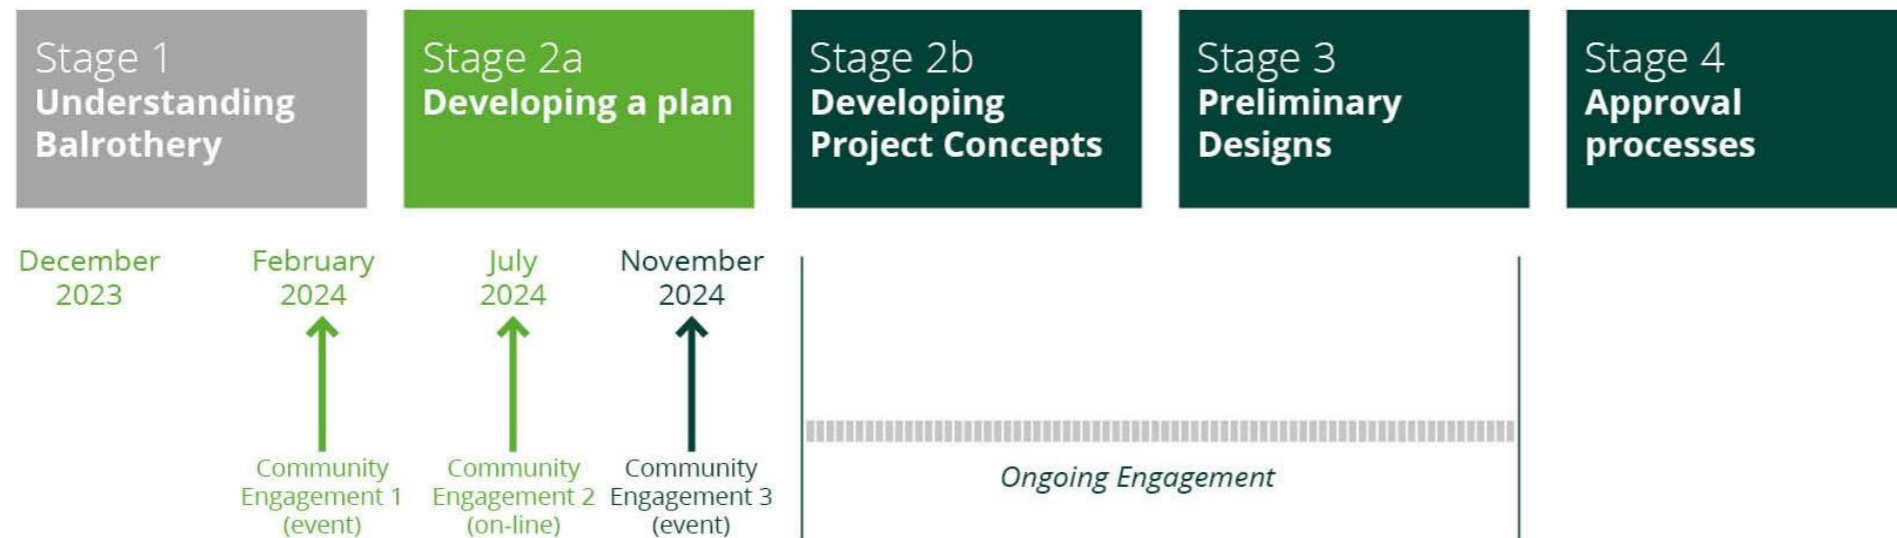 Stage 1
Understanding
Balrothery
Stage 2a
Developing a plan
Stage 2b
Developing
Project Concepts
Stage 3
Preliminary
Designs
Stage 4
Approval
processes
December
2023
February
2024
July
2024
November
2024
Community
Engagement 1
(event)
Community
Engagement 2
(on-line)
Community
Engagement 3
(event)
Ongoing Engagement